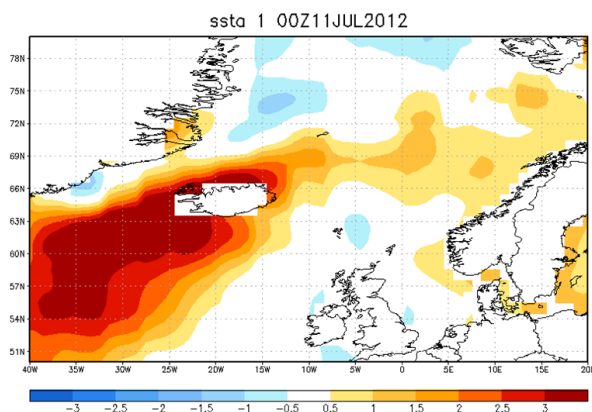 ssta 1 00Z11JUL2012
78N
75N
72N
69N
66N
63N
60N
57N
54N
51N
40W 35W 30W 25W 20W 15W 10W 5W 0 5E 10E 15E 20E
-3 -2.5 -2 -1.5 -1 -0.5 0.5 1 1.5 2 2.5 3